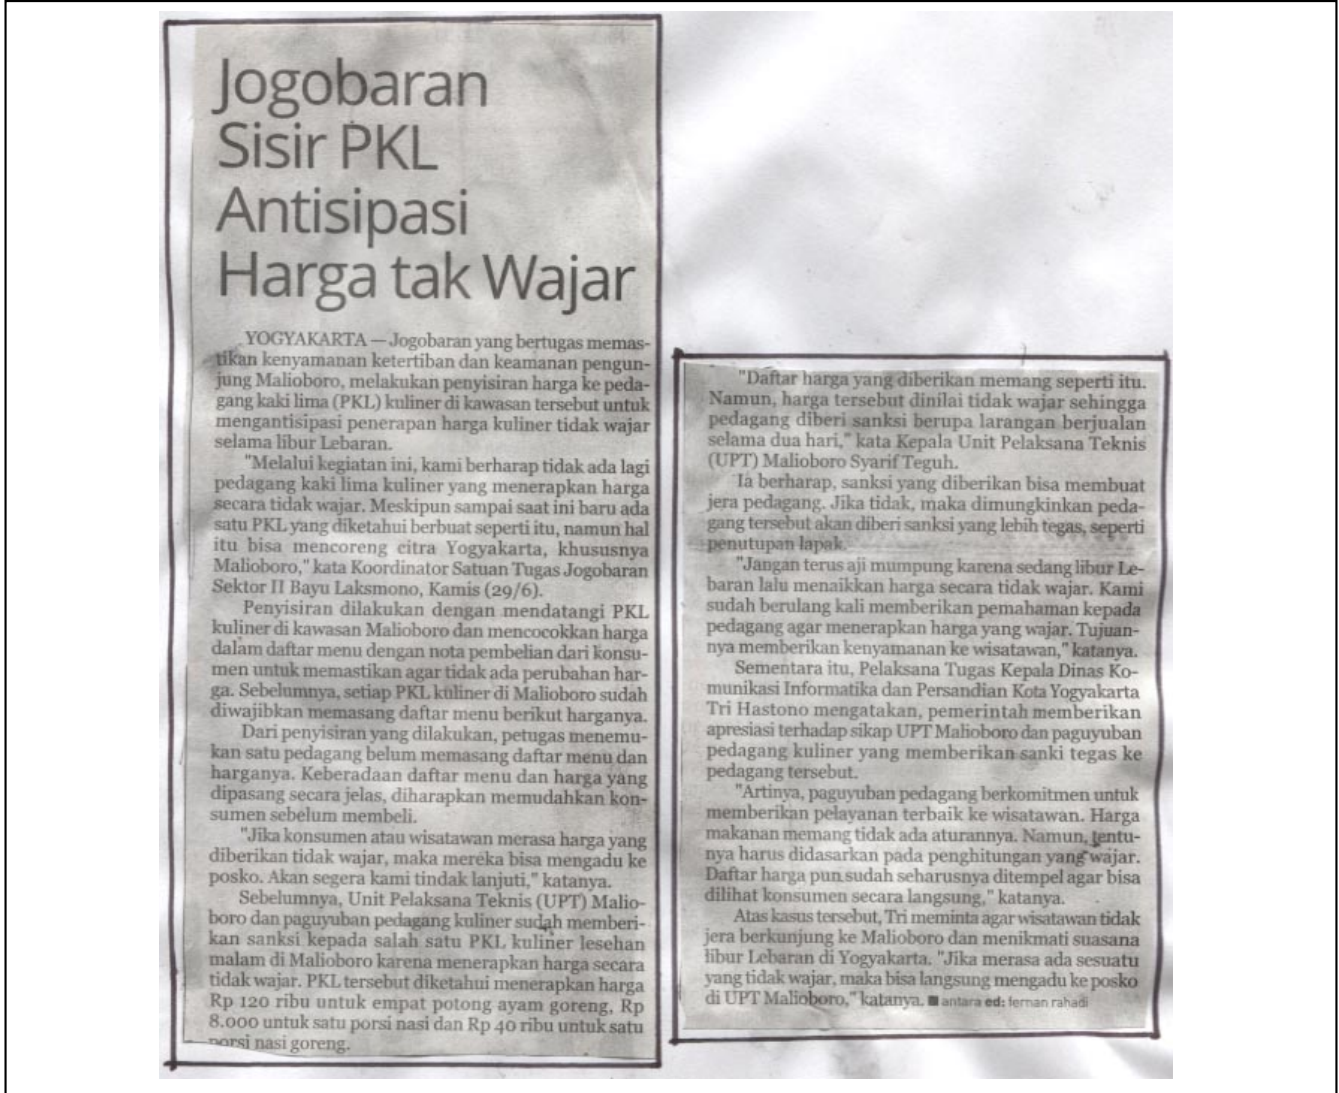 Jogobaran
Sisir PKL
Antisipasi
Harga tak Wajar
YOGYAKARTA — Jogobaran yang bertugas memas-
tikan kenyamanan ketertiban dan keamanan pengun-
jung Malioboro, melakukan penyisiran harga ke peda-
gang kaki lima (PKL) kuliner di kawasan tersebut untuk
mengantisipasi penerapan harga kuliner tidak wajar
selama libur Lebaran.
"Melalui kegiatan ini, kami berharap tidak ada lagi
pedagang kaki lima kuliner yang menerapkan harga
secara tidak wajar. Meskipun sampai saat ini baru ada
satu PKL yang diketahui berbuat seperti itu, namun hal
itu bisa mencoreng citra Yogyakarta, khususnya
Malioboro," kata Koordinator Satuan Tugas Jogobaran
Sektor II Bayu Laksmono, Kamis (29/6).
Penyisiran dilakukan dengan mendatangi PKL
kuliner di kawasan Malioboro dan mencocokkan harga
dalam daftar menu dengan nota pembelian dari konsu-
men untuk memastikan agar tidak ada perubahan har-
ga. Sebelumnya, setiap PKL kuliner di Malioboro sudah
diwajibkan memasang daftar menu berikut harganya.
Dari penyisiran yang dilakukan, petugas menemu-
kan satu pedagang belum memasang daftar menu dan
harganya. Keberadaan daftar menu dan harga yang
dipasang secara jelas, diharapkan memudahkan kon-
sumen sebelum membeli.
"Jika konsumen atau wisatawan merasa harga yang
diberikan tidak wajar, maka mereka bisa mengadu ke
posko. Akan segera kami tindak lanjuti," katanya.
Sebelumnya, Unit Pelaksana Teknis (UPT) Malio-
boro dan paguyuban pedagang kuliner sudah memberi-
kan sanksi kepada salah satu PKL kuliner lesehan
malam di Malioboro karena menerapkan harga secara
tidak wajar. PKL tersebut diketahui menerapkan harga
Rp 120 ribu untuk empat potong ayam goreng, Rp
8.000 untuk satu porsi nasi dan Rp 40 ribu untuk satu
porsi nasi goreng.
"Daftar harga yang diberikan memang seperti itu.
Namun, harga tersebut dinilai tidak wajar sehingga
pedagang diberi sanksi berupa larangan berjualan
selama dua hari," kata Kepala Unit Pelaksana Teknis
(UPT) Malioboro Syarif Teguh.
Ia berharap, sanksi yang diberikan bisa membuat
jera pedagang. Jika tidak, maka dimungkinkan peda-
gang tersebut akan diberi sanksi yang lebih tegas, seperti
penutupan lapak.
"Jangan terus aji mumpung karena sedang libur Le-
baran lalu menaikkan harga secara tidak wajar. Kami
sudah berulang kali memberikan pemahaman kepada
pedagang agar menerapkan harga yang wajar. Tujuan-
nya memberikan kenyamanan ke wisatawan," katanya.
Sementara itu, Pelaksana Tugas Kepala Dinas Ko-
munikasi Informatika dan Persandian Kota Yogyakarta
Tri Hastono mengatakan, pemerintah memberikan
apresiasi terhadap sikap UPT Malioboro dan paguyuban
pedagang kuliner yang memberikan sanki tegas ke
pedagang tersebut.
"Artinya, paguyuban pedagang berkomitmen untuk
memberikan pelayanan terbaik ke wisatawan. Harga
makanan memang tidak ada aturannya. Namun, tentu-
nya harus didasarkan pada penghitungan yang wajar.
Daftar harga pun sudah seharusnya ditempel agar bisa
dilihat konsumen secara langsung," katanya.
Atas kasus tersebut, Tri meminta agar wisatawan tidak
jera berkunjung ke Malioboro dan menikmati suasana
libur Lebaran di Yogyakarta. "Jika merasa ada sesuatu
yang tidak wajar, maka bisa langsung mengadu ke posko
di UPT Malioboro," katanya. ■ antara ed: fernan rahadi